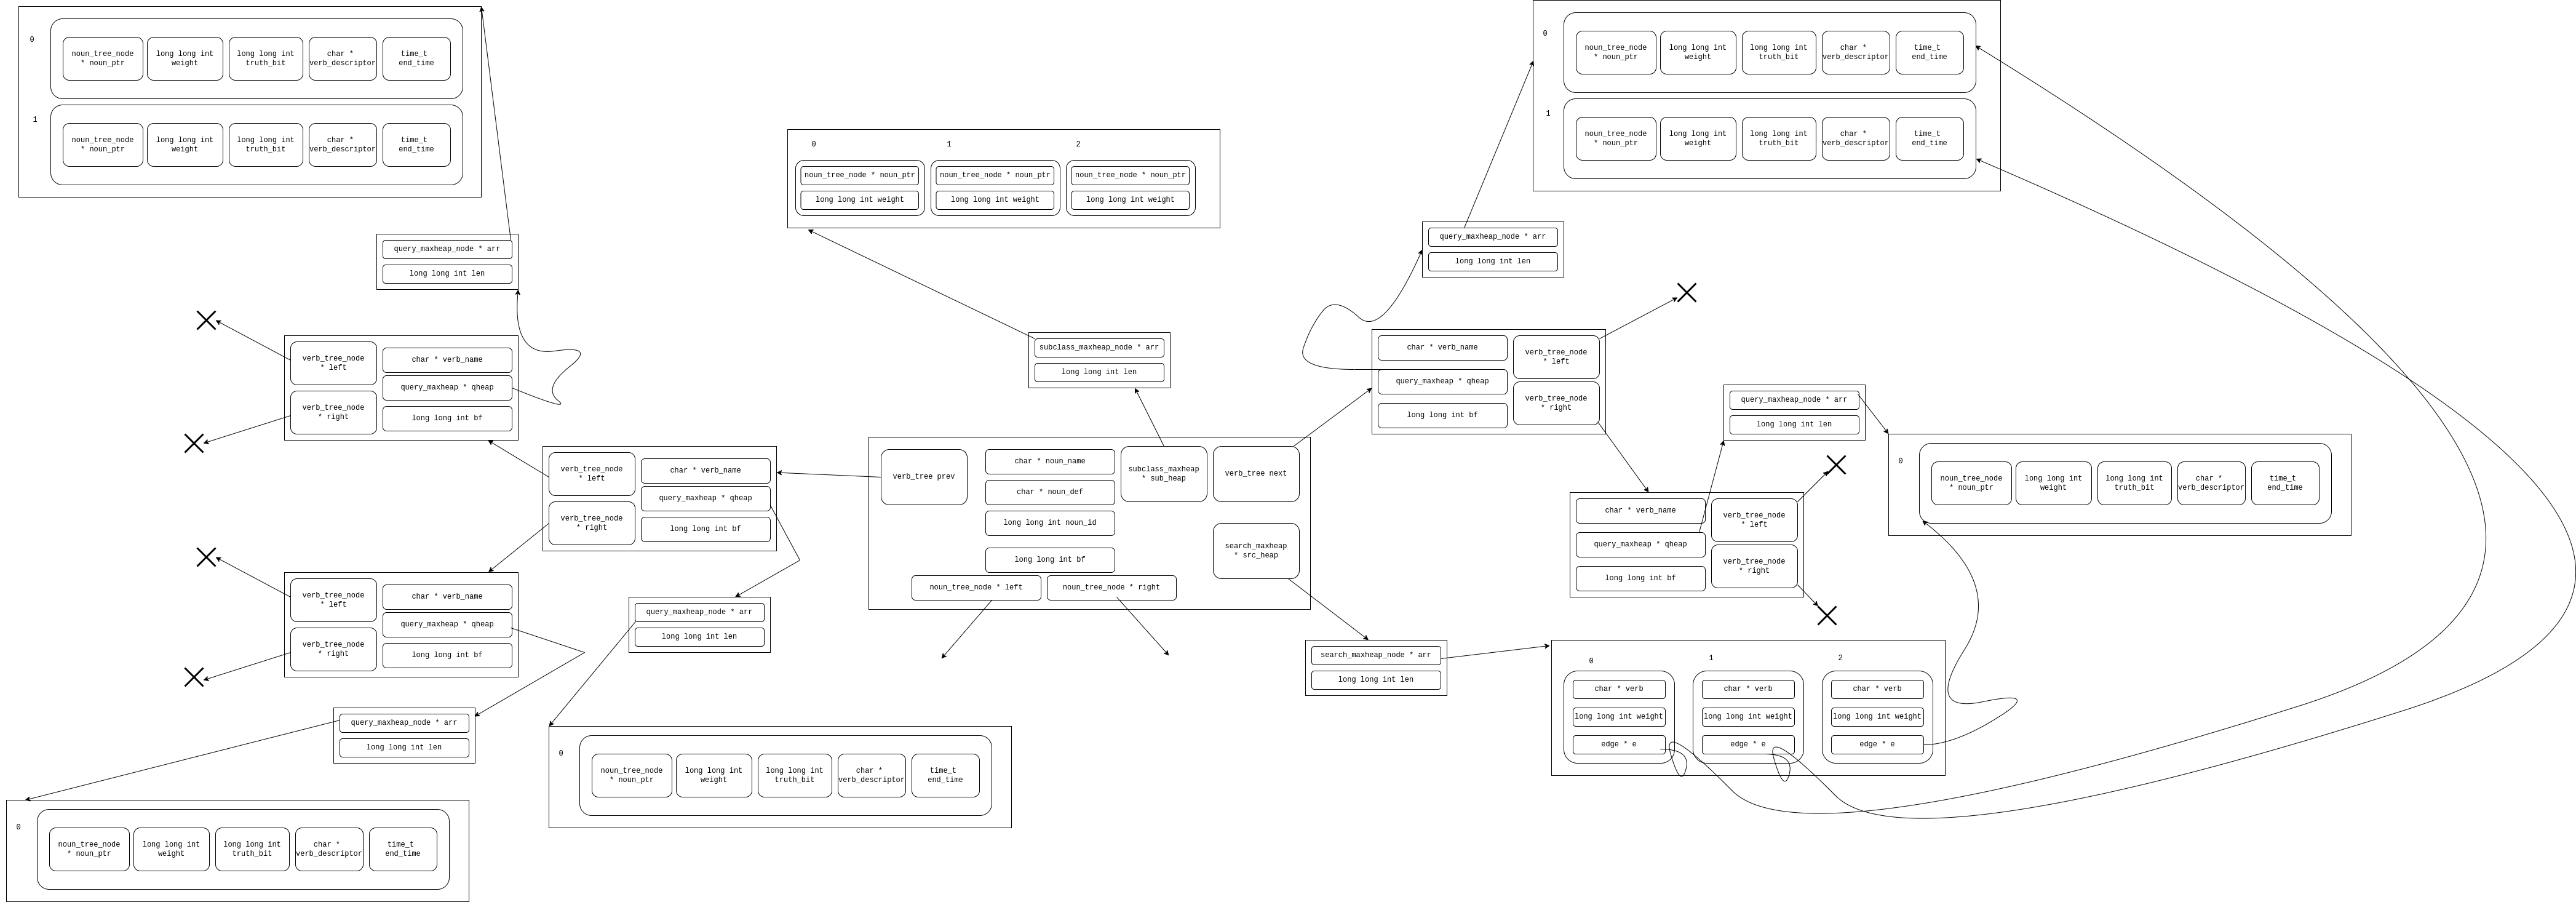 0
noun_tree_node
* noun_ptr
long long int
weight
long long int
truth_bit
char *
verb_descriptor
time_t
end_time
1
noun_tree_node
* noun_ptr
long long int
weight
long long int
truth_bit
char *
verb_descriptor
time_t
end_time
query_maxheap_node * arr
long long int len
verb_tree_node
* left
verb_tree_node
* right
char * verb_name
query_maxheap * qheap
long long int bf
verb_tree_node
* left
verb_tree_node
* right
char * verb_name
query_maxheap * qheap
long long int bf
verb_tree_node
* left
verb_tree_node
* right
char * verb_name
query_maxheap * qheap
long long int bf
query_maxheap_node * arr
long long int len
query_maxheap_node * arr
long long int len
0
noun_tree_node
* noun_ptr
long long int
weight
long long int
truth_bit
char *
verb_descriptor
time_t
end_time
0
noun_tree_node
* noun_ptr
long long int
weight
long long int
truth_bit
char *
verb_descriptor
time_t
end_time
0
1
2
noun_tree_node * noun_ptr
long long int weight
noun_tree_node * noun_ptr
long long int weight
noun_tree_node * noun_ptr
long long int weight
subclass_maxheap_node * arr
long long int len
verb_tree prev
char * noun_name
char * noun_def
long long int noun_id
long long int bf
noun_tree_node * left
noun_tree_node * right
subclass_maxheap
* sub_heap
verb_tree next
search_maxheap
* src_heap
0
noun_tree_node
* noun_ptr
long long int
weight
long long int
truth_bit
char *
verb_descriptor
time_t
end_time
1
noun_tree_node
* noun_ptr
long long int
weight
long long int
truth_bit
char *
verb_descriptor
time_t
end_time
query_maxheap_node * arr
long long int len
char * verb_name
query_maxheap * qheap
long long int bf
verb_tree_node
* left
verb_tree_node
* right
query_maxheap_node * arr
long long int len
char * verb_name
query_maxheap * qheap
long long int bf
verb_tree_node
* left
verb_tree_node
* right
0
noun_tree_node
* noun_ptr
long long int
weight
long long int
truth_bit
char *
verb_descriptor
time_t
end_time
search_maxheap_node * arr
long long int len
0
1
2
char * verb
long long int weight
edge * e
char * verb
long long int weight
edge * e
char * verb
long long int weight
edge * e